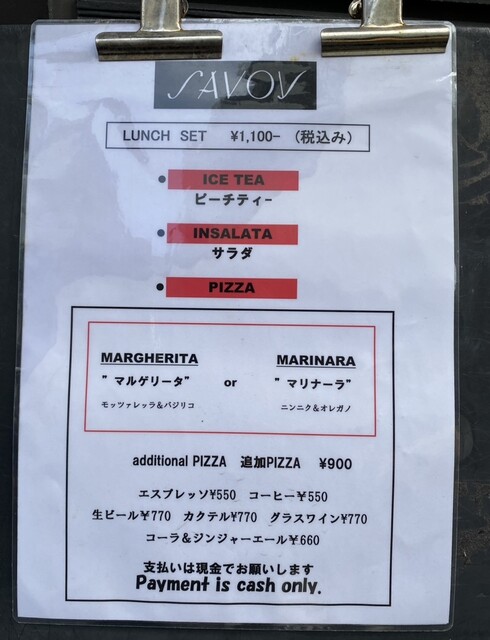 SAVOY
LUNCH SET ¥1,100- (税込み)
● ICE TEA
ピーチティー
● INSALATA
サラダ
● PIZZA
MARGHERITA
"マルゲリータ"
モッツァレッラ＆バジリコ
or
MARINARA
"マリナーラ"
ニンニク＆オレガノ
additional PIZZA 追加PIZZA ¥900
エスプレッソ¥550 コーヒー¥550
生ビール¥770 カクテル¥770 グラスワイン¥770
コーラ＆ジンジャーエール¥660
支払いは現金でお願いします
Payment is cash only.